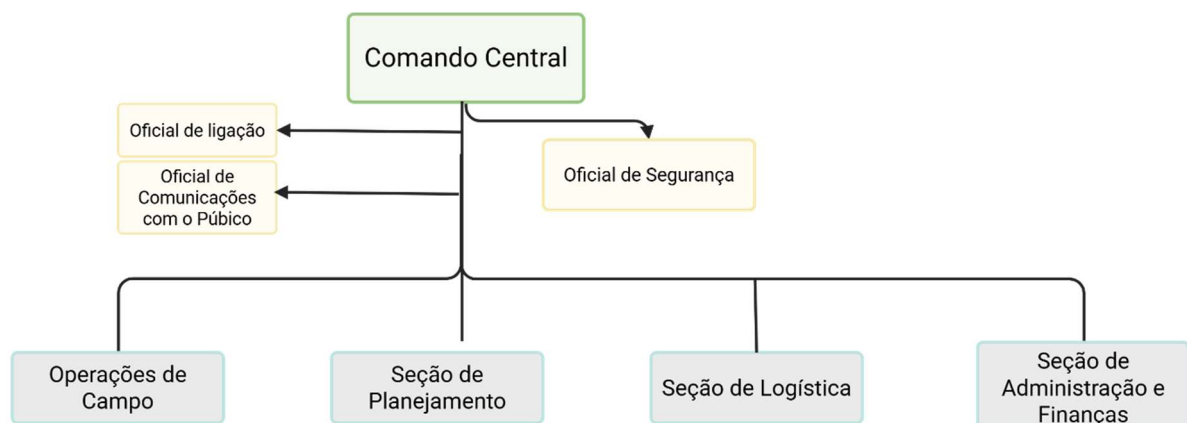 Comando Central
Oficial de ligação
Oficial de
Comunicações
com o Púbico
Oficial de Segurança
Operações de
Campo
Seção de
Planejamento
Seção de Logística
Seção de
Administração e
Finanças